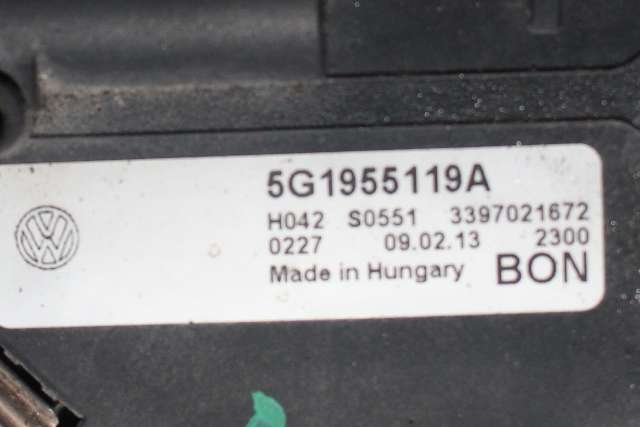 5G1955119A
H042 S0551 3397021672
0227 09.02.13 2300
Made in Hungary BON